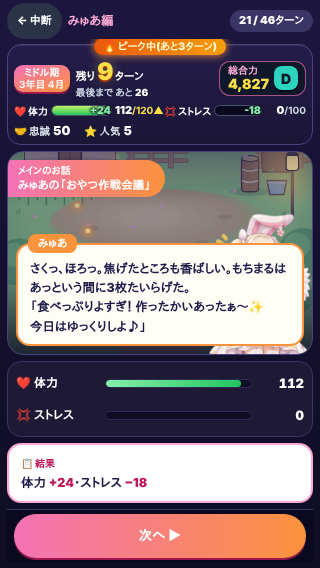 ← 中断
みゅあ編
21 / 46ターン
🔥 ピーク中(あと3ターン)
ミドル期
3年目 4月
残り9ターン
最後まで あと 26
総合力
4,827
D
❤️ 体力 +24 112/120▲
💢 ストレス -18 0/100
🤝 忠誠 50 ⭐ 人気 5
メインのお話
みゅあの「おやつ作戦会議」
みゅあ
さくっ、ほろっ。焦げたところも香ばしい。もちまるは
あっという間に3枚たいらげた。
「食べっぷりよすぎ! 作ったかいあったぁ〜✨
今日はゆっくりしよ♪」
❤️ 体力 112
💢 ストレス 0
📋 結果
体力 +24・ストレス −18
次へ ▶